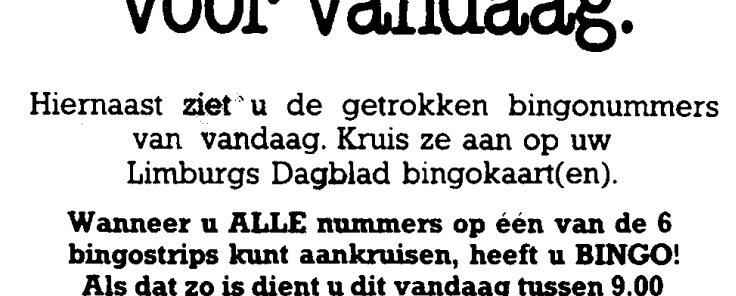 voor vandaag.
Hiernaast ziet u de getrokken bingonummers
van vandaag. Kruis ze aan op uw
Limburgs Dagblad bingokaart(en).
Wanneer u ALLE nummers op één van de 6
bingostrips kunt aankruisen, heeft u BINGO!
Als dat zo is dient u dit vandaag tussen 9.00